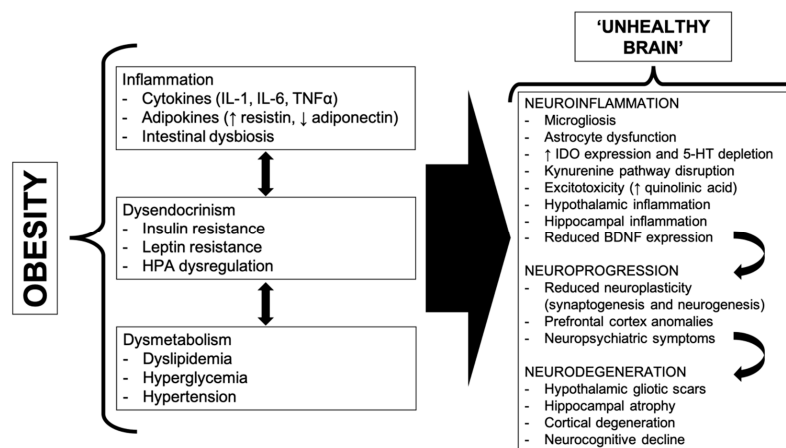 OBESITY
Inflammation
- Cytokines (IL-1, IL-6, TNFα)
- Adipokines (↑ resistin, ↓ adiponectin)
- Intestinal dysbiosis
Dysendocrinism
- Insulin resistance
- Leptin resistance
- HPA dysregulation
Dysmetabolism
- Dyslipidemia
- Hyperglycemia
- Hypertension
‘UNHEALTHY
BRAIN’
NEUROINFLAMMATION
- Microgliosis
- Astrocyte dysfunction
- ↑ IDO expression and 5-HT depletion
- Kynurenine pathway disruption
- Excitotoxicity (↑ quinolinic acid)
- Hypothalamic inflammation
- Hippocampal inflammation
- Reduced BDNF expression
NEUROPROGRESSION
- Reduced neuroplasticity
(synaptogenesis and neurogenesis)
- Prefrontal cortex anomalies
- Neuropsychiatric symptoms
NEURODEGENERATION
- Hypothalamic gliotic scars
- Hippocampal atrophy
- Cortical degeneration
- Neurocognitive decline